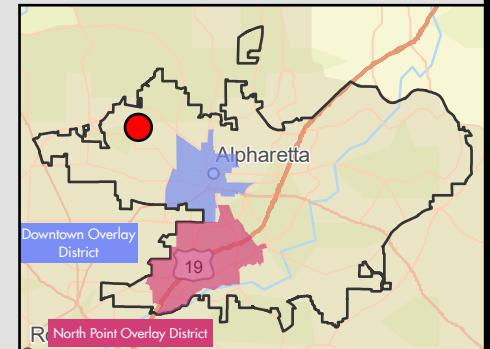 Alpharetta
Downtown Overlay
District
19
North Point Overlay District